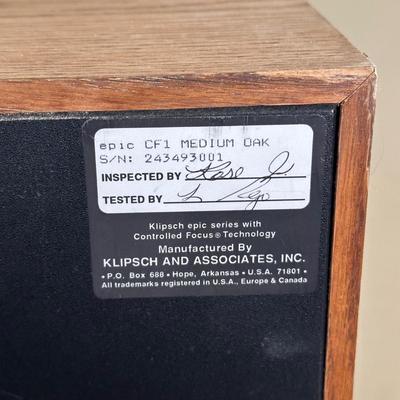 epic CF1 MEDIUM OAK
S/N: 243493001
INSPECTED BY
TESTED BY
Klipsch epic series with
Controlled Focus® Technology
Manufactured By
KLIPSCH AND ASSOCIATES, INC.
• P.O. Box 688 • Hope, Arkansas • U.S.A. 71801 •
All trademarks registered in U.S.A., Europe & Canada